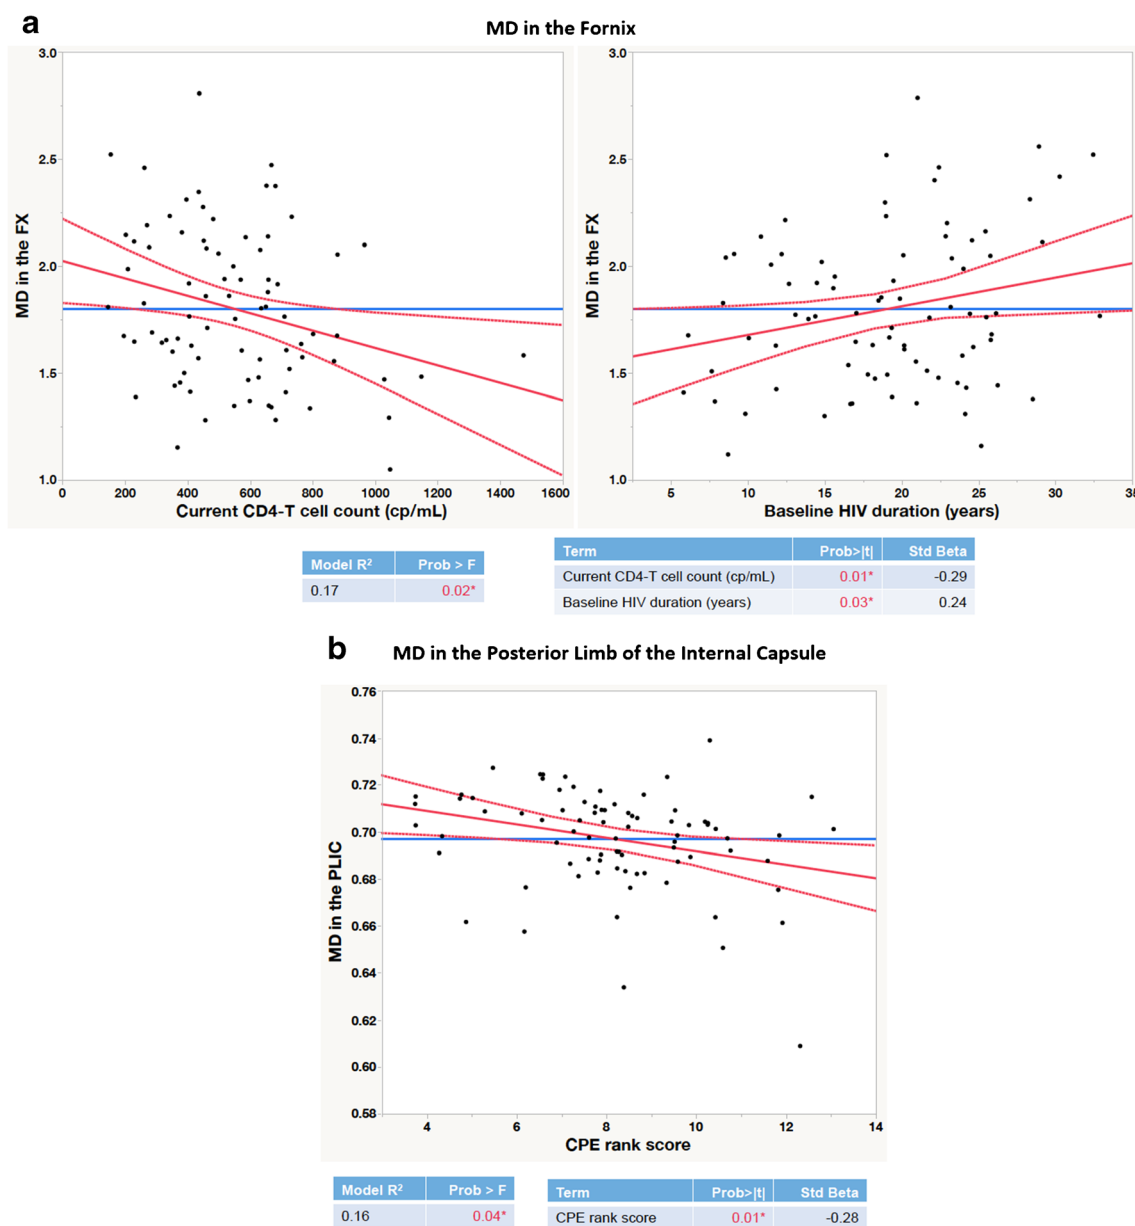 a
MD in the Fornix
3.0
2.5
2.0
1.5
1.0
MD in the FX
0 200 400 600 800 1000 1200 1400 1600
Current CD4-T cell count (cp/mL)
3.0
2.5
2.0
1.5
1.0
MD in the FX
5 10 15 20 25 30 35
Baseline HIV duration (years)
Model R² Prob > F
0.17 0.02*
Term Prob>|t| Std Beta
Current CD4-T cell count (cp/mL) 0.01* -0.29
Baseline HIV duration (years) 0.03* 0.24
b
MD in the Posterior Limb of the Internal Capsule
0.76
0.74
0.72
0.70
0.68
0.66
0.64
0.62
0.60
0.58
MD in the PLIC
4 6 8 10 12 14
CPE rank score
Model R² Prob > F
0.16 0.04*
Term Prob>|t| Std Beta
CPE rank score 0.01* -0.28